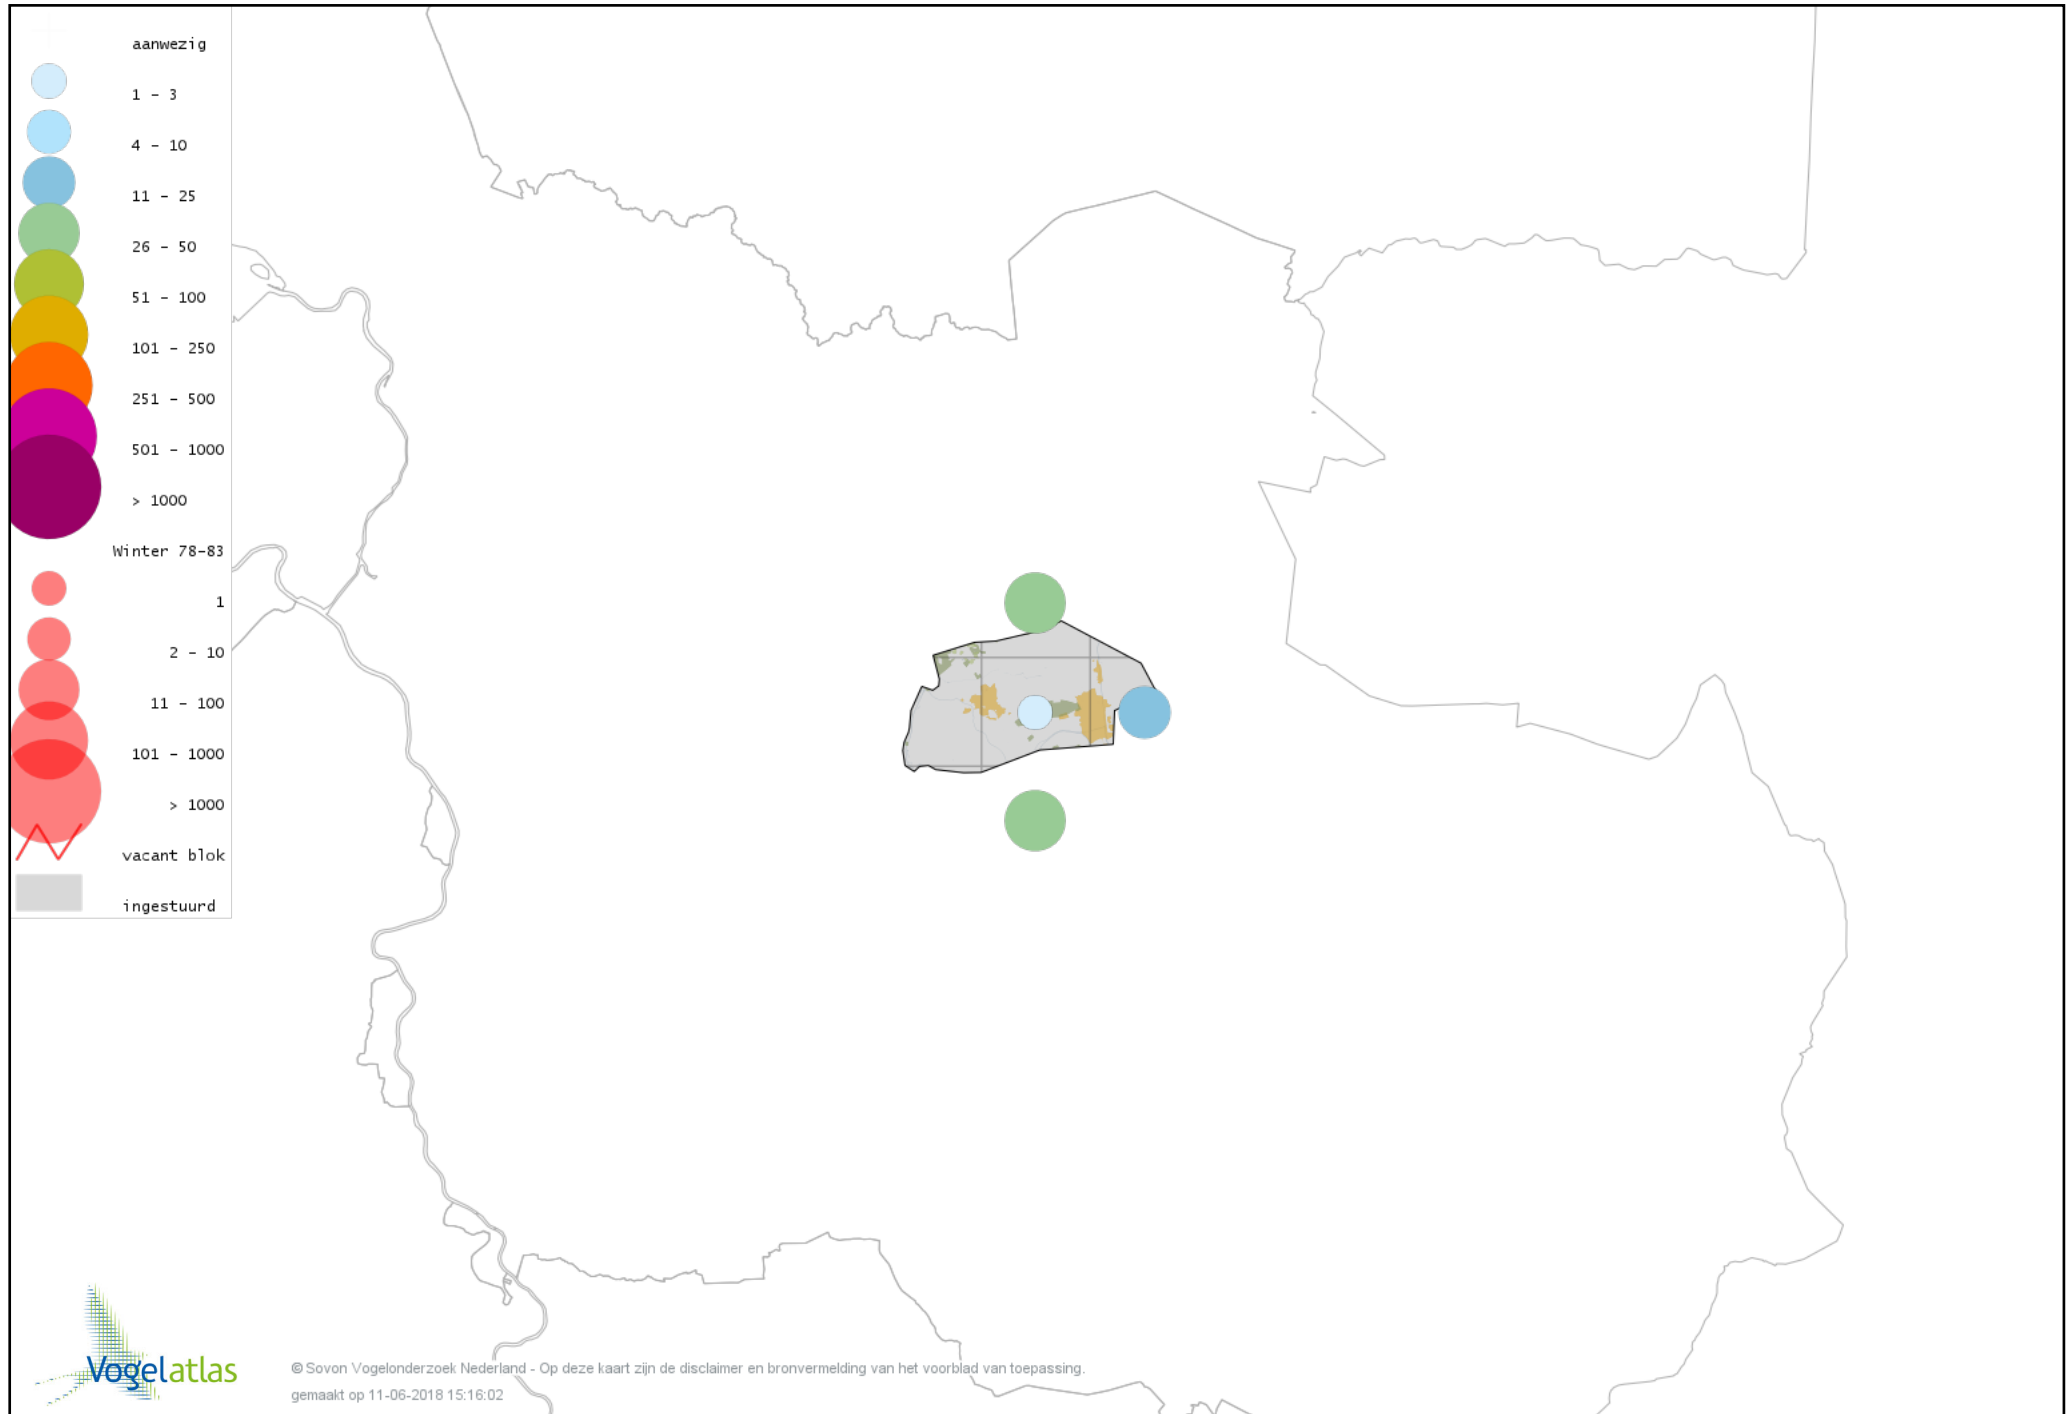 aanwezig
1 - 3
4 - 10
11 - 25
26 - 50
51 - 100
101 - 250
251 - 500
501 - 1000
> 1000
Winter 78-83
1
2 - 10
11 - 100
101 - 1000
> 1000
vacant blok
ingestuurd
Vogelatlas
© Sovon Vogelonderzoek Nederland - Op deze kaart zijn de disclaimer en bronvermelding van het voorblad van toepassing.
gemaakt op 11-06-2018 15:16:02